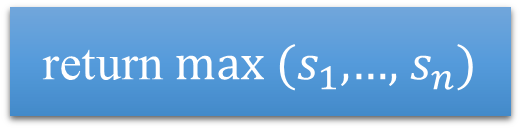 return max (s₁,..., sₙ)